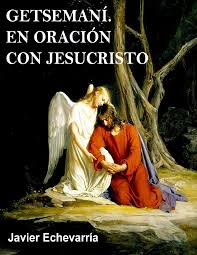 GETSEMANÍ.
EN ORACIÓN
CON JESUCRISTO
Javier Echevarría